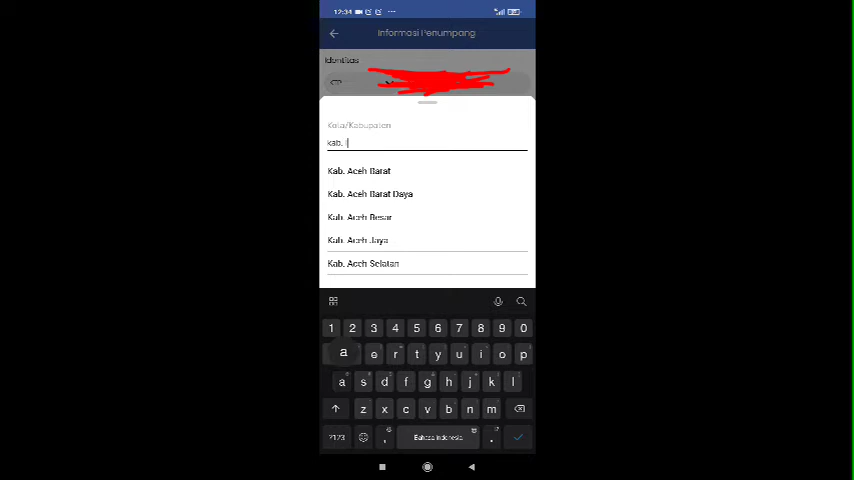 12:34
Informasi Penumpang
Identitas
Kota/Kabupaten
kab. l
Kab. Aceh Barat
Kab. Aceh Barat Daya
Kab. Aceh Besar
Kab. Aceh Jaya
Kab. Aceh Selatan
1 2 3 4 5 6 7 8 9 0
a e r t y u i o p
a s d f g h j k l
z x c v b n m
?123 , Bahasa Indonesia .